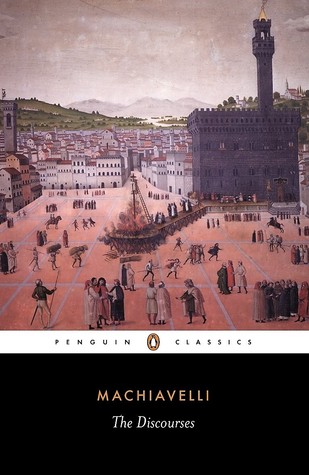 PENGUIN CLASSICS
MACHIAVELLI
The Discourses